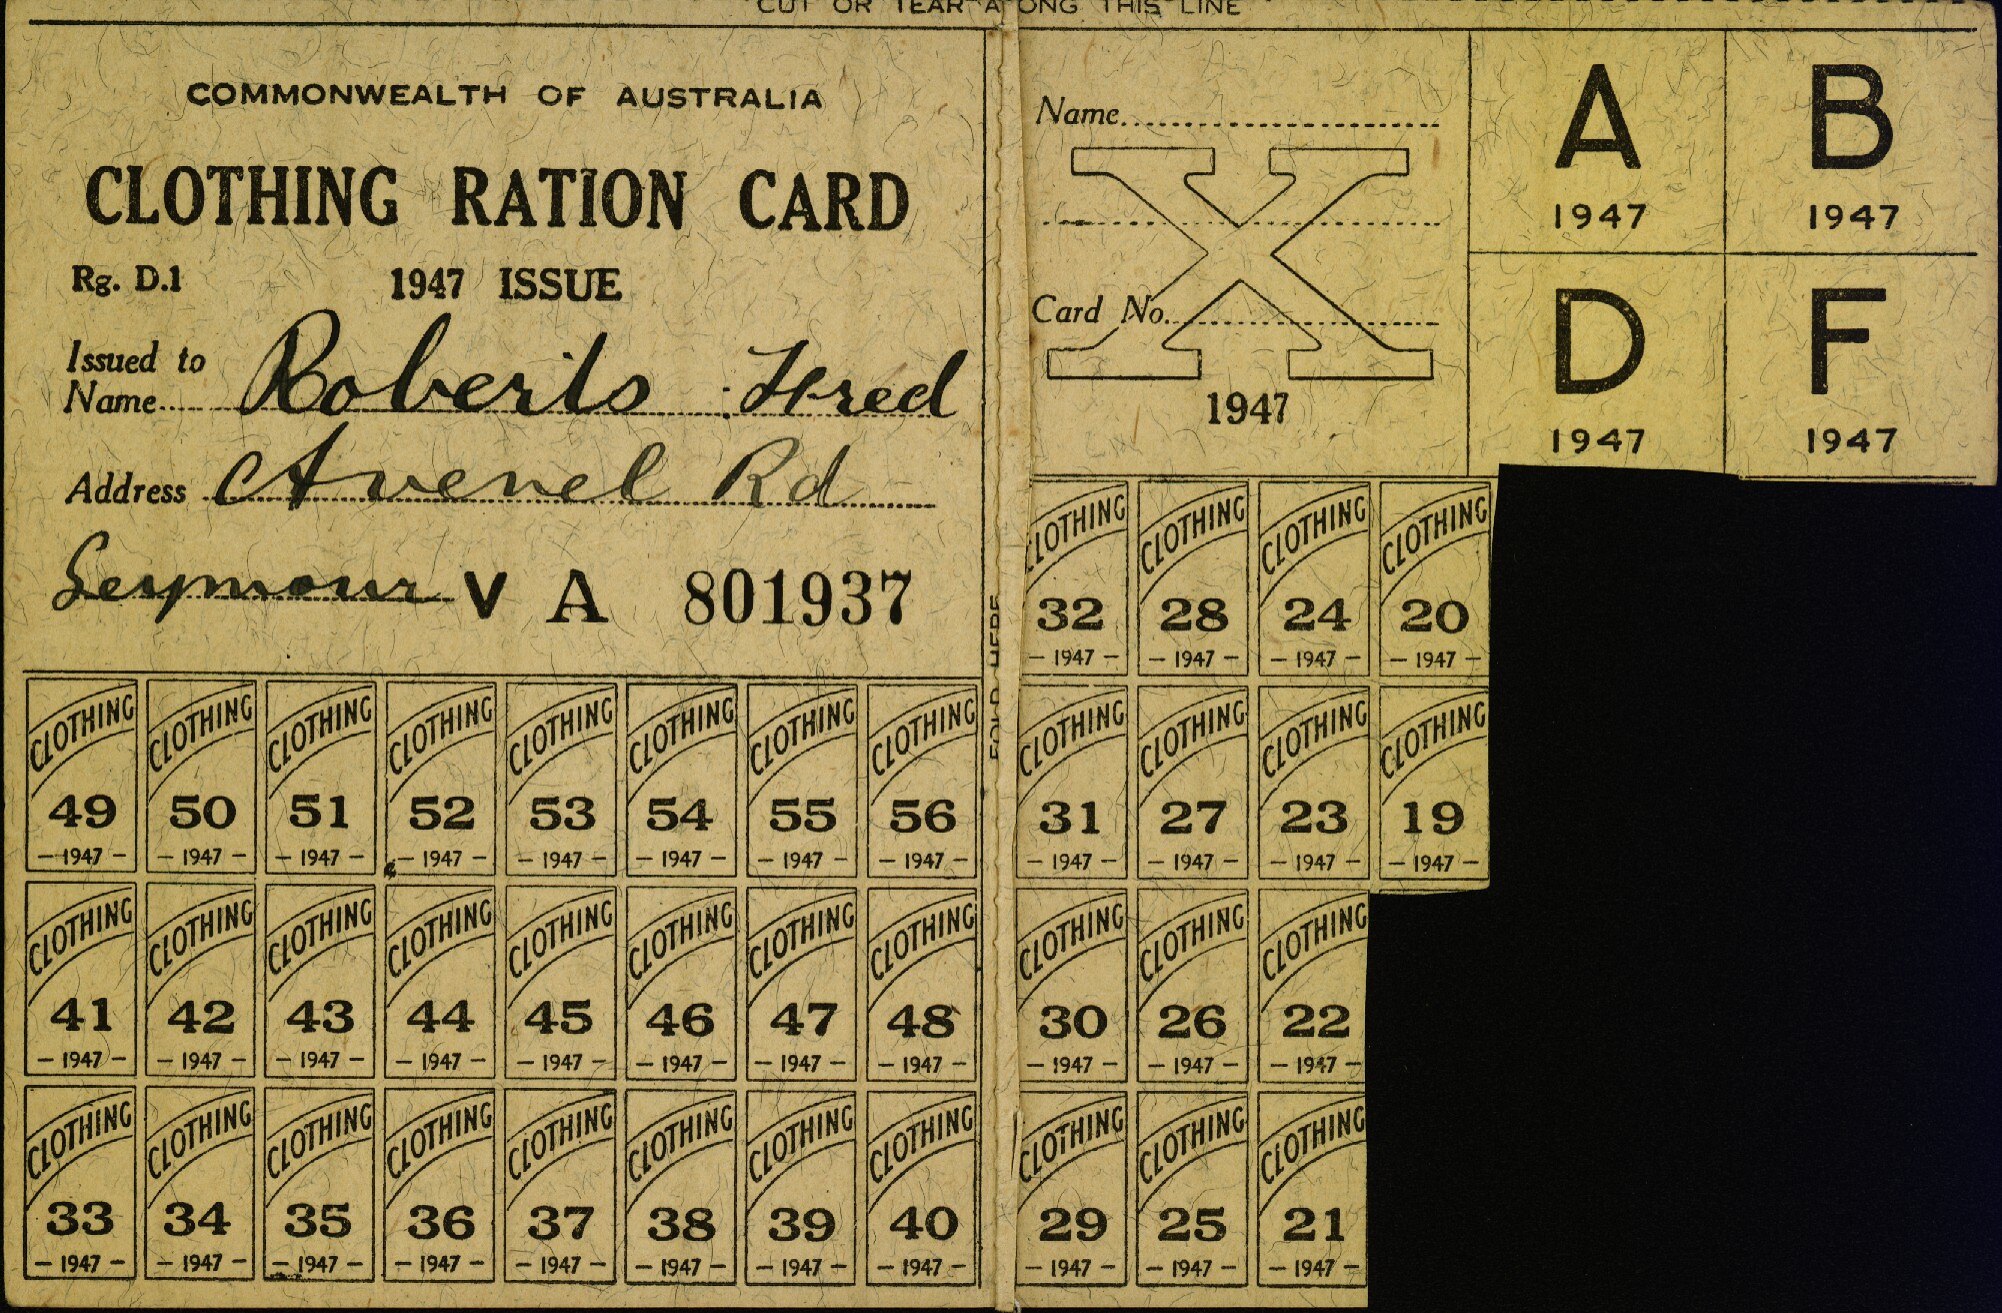 CUT OR TEAR ALONG THIS LINE
COMMONWEALTH OF AUSTRALIA
CLOTHING RATION CARD
Rg. D.1 1947 ISSUE
Issued to
Name Roberts Fred
Address Avenel Rd
Seymour V A 801937
FOLD HERE
Name
X
Card No.
1947
A B
1947 1947
D F
1947 1947
CLOTHING CLOTHING CLOTHING CLOTHING
32 28 24 20
– 1947 – – 1947 – – 1947 – – 1947 –
CLOTHING CLOTHING CLOTHING CLOTHING CLOTHING CLOTHING CLOTHING CLOTHING CLOTHING CLOTHING CLOTHING CLOTHING
49 50 51 52 53 54 55 56 31 27 23 19
– 1947 – – 1947 – – 1947 – – 1947 – – 1947 – – 1947 – – 1947 – – 1947 – – 1947 – – 1947 – – 1947 – – 1947 –
CLOTHING CLOTHING CLOTHING CLOTHING CLOTHING CLOTHING CLOTHING CLOTHING CLOTHING CLOTHING CLOTHING
41 42 43 44 45 46 47 48 30 26 22
– 1947 – – 1947 – – 1947 – – 1947 – – 1947 – – 1947 – – 1947 – – 1947 – – 1947 – – 1947 – – 1947 –
CLOTHING CLOTHING CLOTHING CLOTHING CLOTHING CLOTHING CLOTHING CLOTHING CLOTHING CLOTHING CLOTHING
33 34 35 36 37 38 39 40 29 25 21
– 1947 – – 1947 – – 1947 – – 1947 – – 1947 – – 1947 – – 1947 – – 1947 – – 1947 – – 1947 – – 1947 –